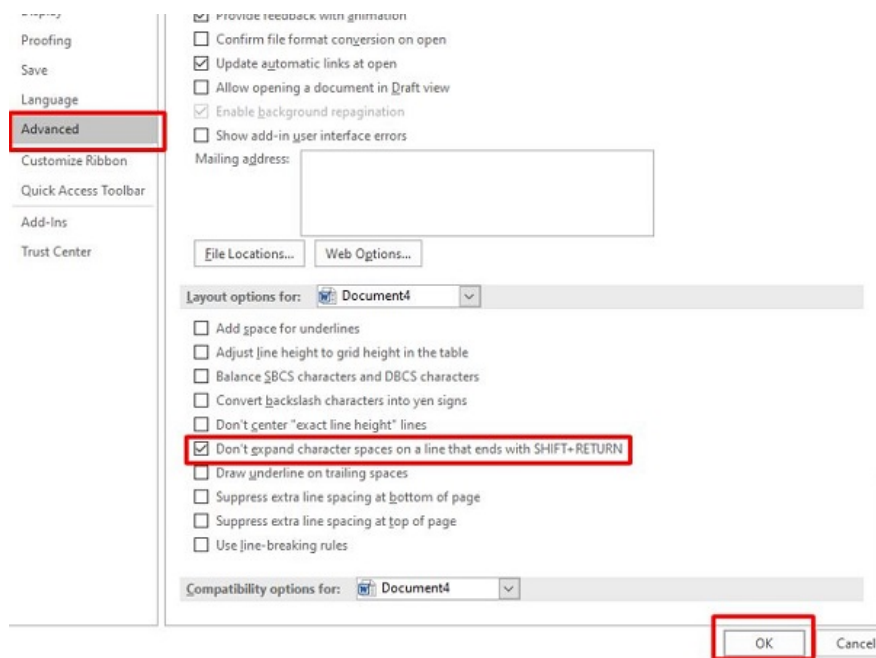 Display
Provide feedback with animation
Proofing
Confirm file format conversion on open
Save
Update automatic links at open
Allow opening a document in Draft view
Language
Enable background repagination
Advanced
Show add-in user interface errors
Customize Ribbon
Mailing address:
Quick Access Toolbar
Add-Ins
Trust Center
File Locations...
Web Options...
Layout options for:
Document4
Add space for underlines
Adjust line height to grid height in the table
Balance SBCS characters and DBCS characters
Convert backslash characters into yen signs
Don't center "exact line height" lines
Don't expand character spaces on a line that ends with SHIFT+RETURN
Draw underline on trailing spaces
Suppress extra line spacing at bottom of page
Suppress extra line spacing at top of page
Use line-breaking rules
Compatibility options for:
Document4
OK
Cancel